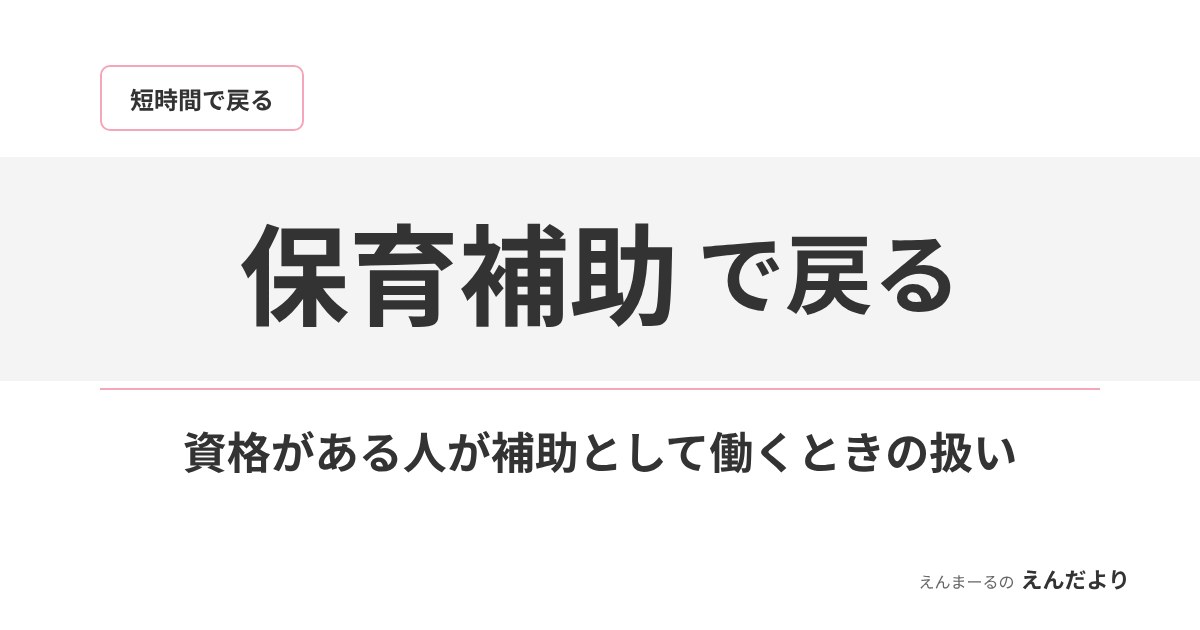 短時間で戻る
保育補助 で戻る
資格がある人が補助として働くときの扱い
えんまーるの えんだより